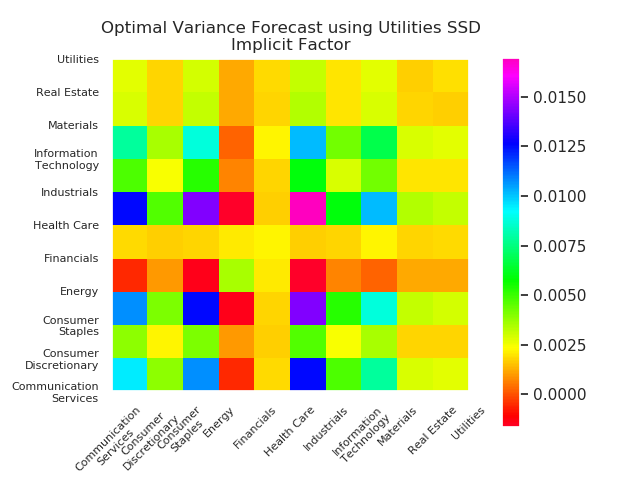 Optimal Variance Forecast using Utilities SSD
Implicit Factor
Utilities
Real Estate
Materials
Information
Technology
Industrials
Health Care
Financials
Energy
Consumer
Staples
Consumer
Discretionary
Communication
Services
0.0150
0.0125
0.0100
0.0075
0.0050
0.0025
0.0000
Communication
Services
Consumer
Discretionary
Consumer
Staples
Energy
Financials
Health Care
Industrials
Information
Technology
Materials
Real Estate
Utilities